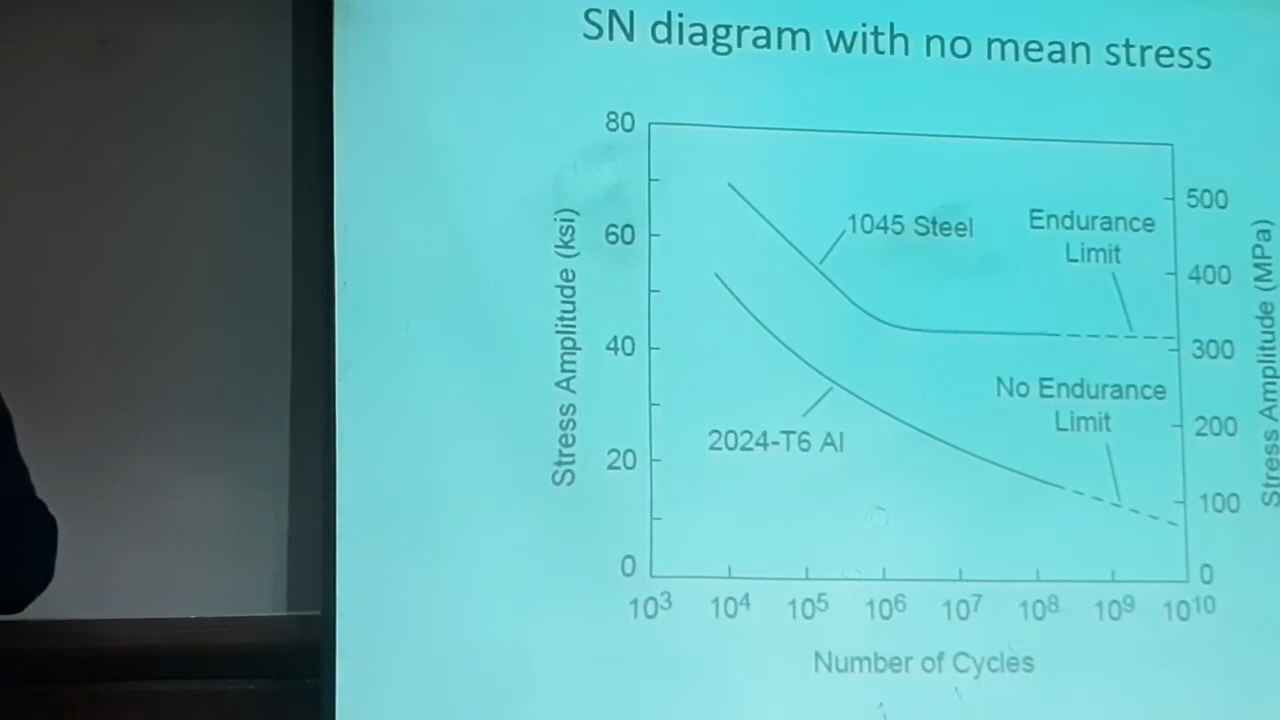 SN diagram with no mean stress
80
60
40
20
0
Stress Amplitude (ksi)
1045 Steel
Endurance
Limit
2024-T6 Al
No Endurance
Limit
500
400
300
200
100
0
Stress Amplitude (MPa)
10³ 10⁴ 10⁵ 10⁶ 10⁷ 10⁸ 10⁹ 10¹⁰
Number of Cycles